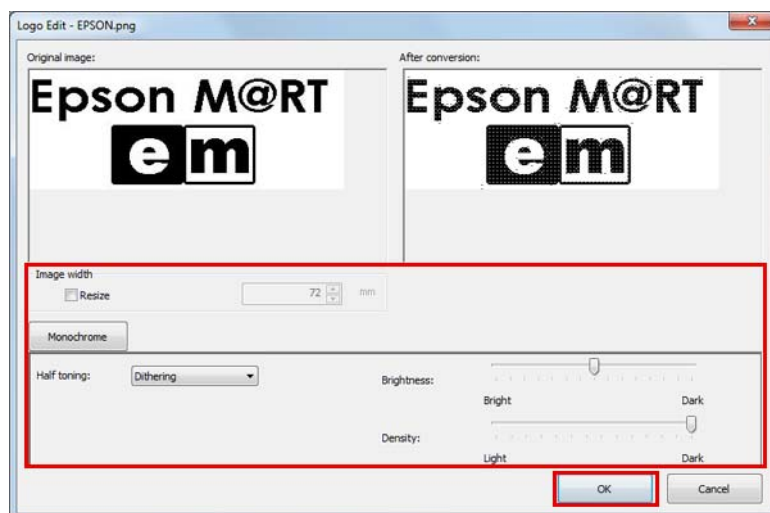 Logo Edit - EPSON.png
Original image:
After conversion:
Epson M@RT
em
Epson M@RT
em
Image width
Resize
72
mm
Monochrome
Half toning:
Dithering
Brightness:
Bright
Dark
Density:
Light
Dark
OK
Cancel